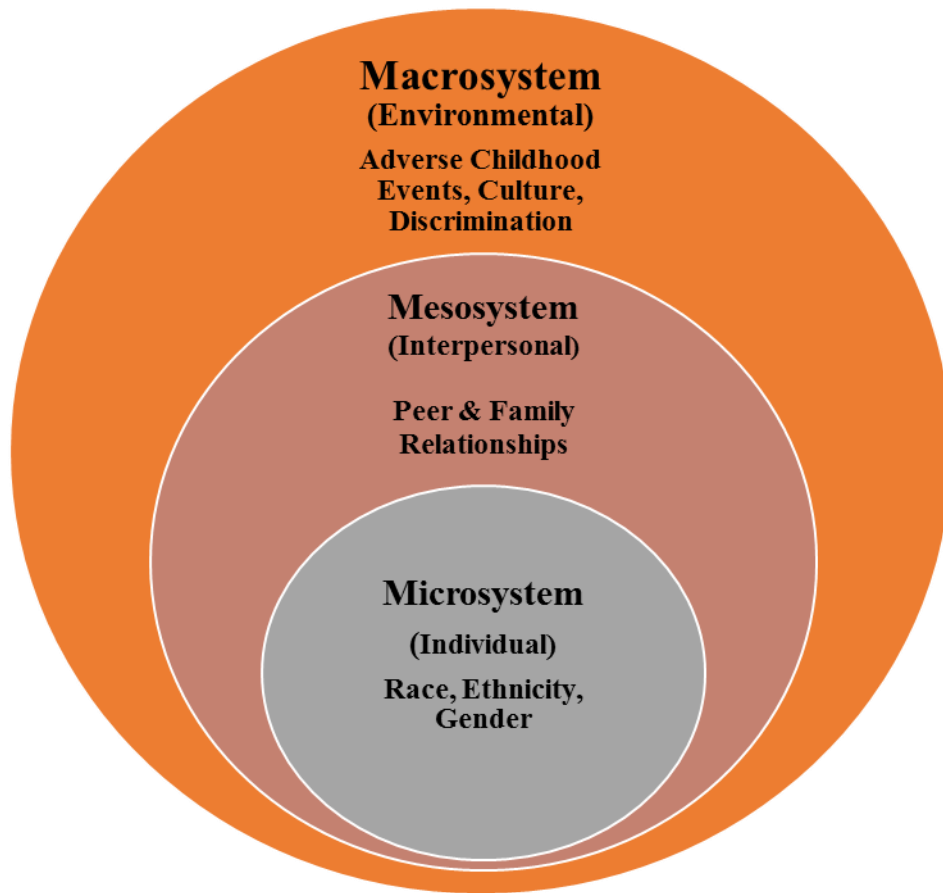 Macrosystem
(Environmental)
Adverse Childhood
Events, Culture,
Discrimination
Mesosystem
(Interpersonal)
Peer & Family
Relationships
Microsystem
(Individual)
Race, Ethnicity,
Gender